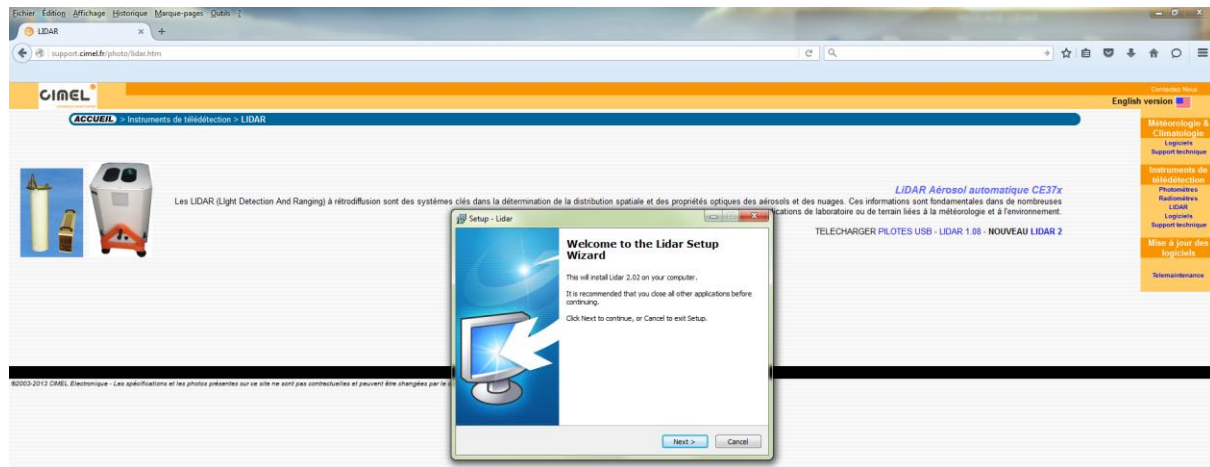 Fichier Édition Affichage Historique Marque-pages Outils ?
LIDAR
support.cimel.fr/photo/lidar.htm
CIMEL
Contactez Nous
English version
ACCUEIL > Instruments de télédétection > LIDAR
Météorologie & Climatologie
Logiciels
Support technique
Instruments de télédétection
Photomètres
Radiomètres
LIDAR
Logiciels
Support technique
Mise à jour des logiciels
Telemaintenance
LiDAR Aérosol automatique CE37x
Les LIDAR (LIght Detection And Ranging) à rétrodiffusion sont des systèmes clés dans la détermination de la distribution spatiale et des propriétés optiques des aérosols et des nuages. Ces informations sont fondamentales dans de nombreuses
ications de laboratoire ou de terrain liées à la météorologie et à l'environnement.
TELECHARGER PILOTES USB - LIDAR 1.08 - NOUVEAU LIDAR 2
Setup - Lidar
Welcome to the Lidar Setup
Wizard
This will install Lidar 2.02 on your computer.
It is recommended that you close all other applications before
continuing.
Click Next to continue, or Cancel to exit Setup.
Next >
Cancel
©2003-2013 CIMEL Electronique - Les spécifications et les photos présentes sur ce site ne sont pas contractuelles et peuvent être changées par le